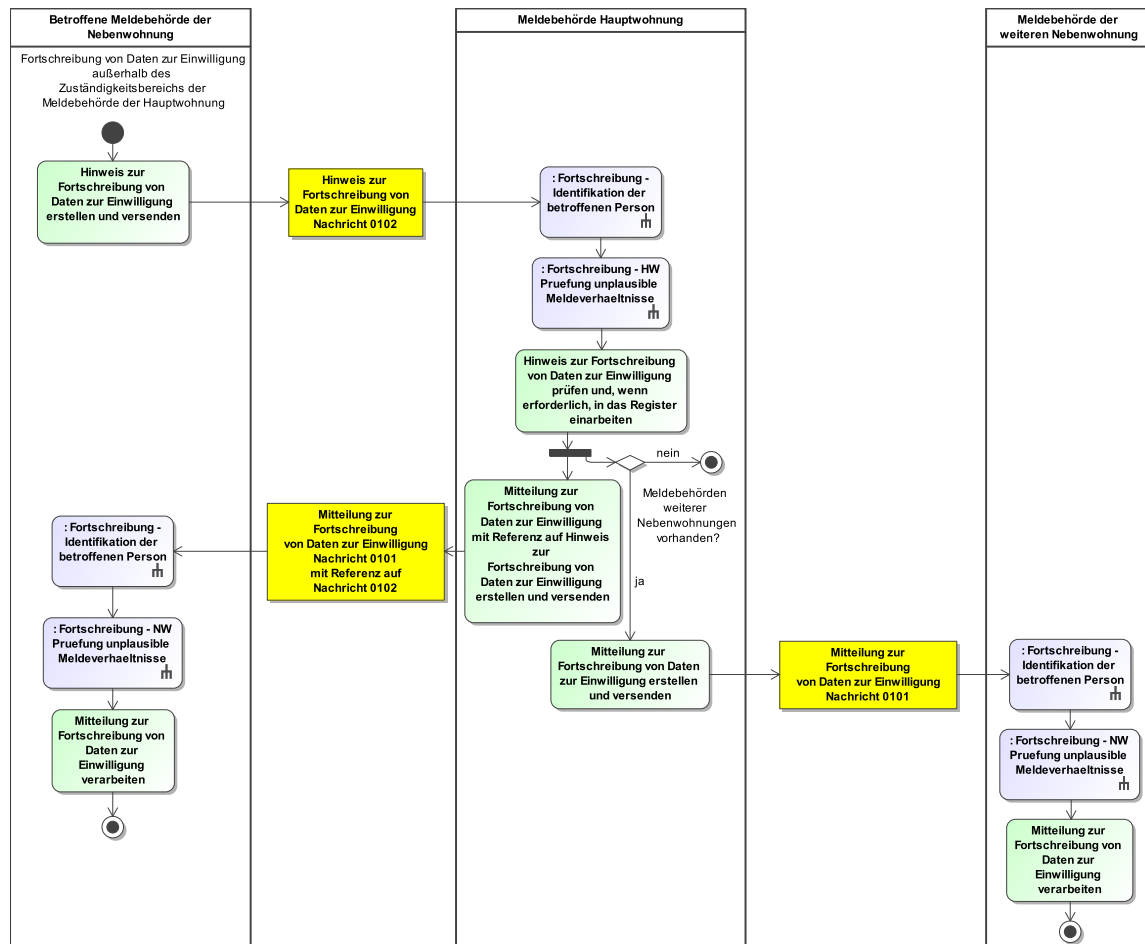 Betroffene Meldebehörde der
Nebenwohnung
Meldebehörde Hauptwohnung
Meldebehörde der
weiteren Nebenwohnung
Fortschreibung von Daten zur Einwilligung
außerhalb des
Zuständigkeitsbereichs der
Meldebehörde der Hauptwohnung
Hinweis zur
Fortschreibung von
Daten zur Einwilligung
erstellen und versenden
Hinweis zur
Fortschreibung von
Daten zur Einwilligung
Nachricht 0102
: Fortschreibung -
Identifikation der
betroffenen Person
: Fortschreibung - HW
Pruefung unplausible
Meldeverhaeltnisse
Hinweis zur Fortschreibung
von Daten zur Einwilligung
prüfen und, wenn
erforderlich, in das Register
einarbeiten
nein
Meldebehörden
weiterer
Nebenwohnungen
vorhanden?
ja
Mitteilung zur
Fortschreibung von
Daten zur Einwilligung
mit Referenz auf Hinweis
zur
Fortschreibung von
Daten zur Einwilligung
erstellen und versenden
Mitteilung zur
Fortschreibung
von Daten zur Einwilligung
Nachricht 0101
mit Referenz auf
Nachricht 0102
: Fortschreibung -
Identifikation der
betroffenen Person
: Fortschreibung - NW
Pruefung unplausible
Meldeverhaeltnisse
Mitteilung zur
Fortschreibung von
Daten zur
Einwilligung
verarbeiten
Mitteilung zur
Fortschreibung von Daten
zur Einwilligung erstellen
und versenden
Mitteilung zur
Fortschreibung
von Daten zur Einwilligung
Nachricht 0101
: Fortschreibung -
Identifikation der
betroffenen Person
: Fortschreibung - NW
Pruefung unplausible
Meldeverhaeltnisse
Mitteilung zur
Fortschreibung von
Daten zur
Einwilligung
verarbeiten